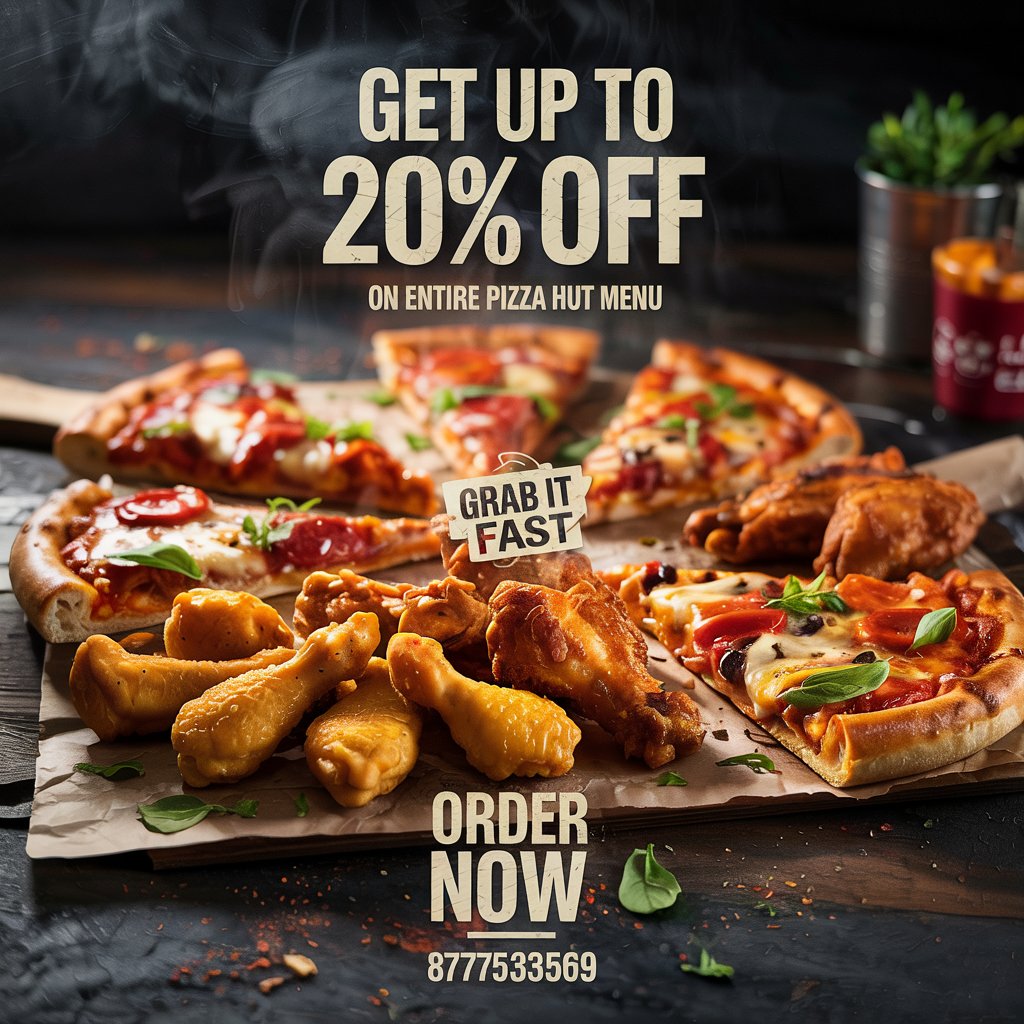 GET UP TO
20% OFF
ON ENTIRE PIZZA HUT MENU
GRAB IT
FAST
ORDER
NOW
8777533569